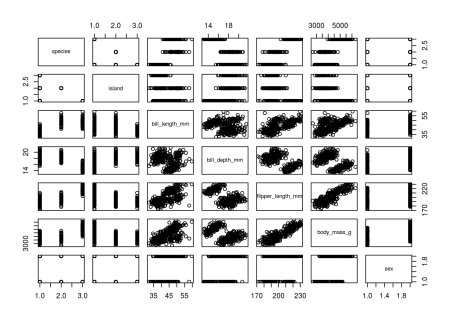 1.0 2.0 3.0
14 18
3000 5000
species
1.0 2.5
island
1.0 2.5
bill_length_mm
35 55
14 20
bill_depth_mm
flipper_length_mm
170 220
3000
body_mass_g
sex
1.0 1.8
1.0 2.0 3.0
35 45 55
170 200 230
1.0 1.4 1.8